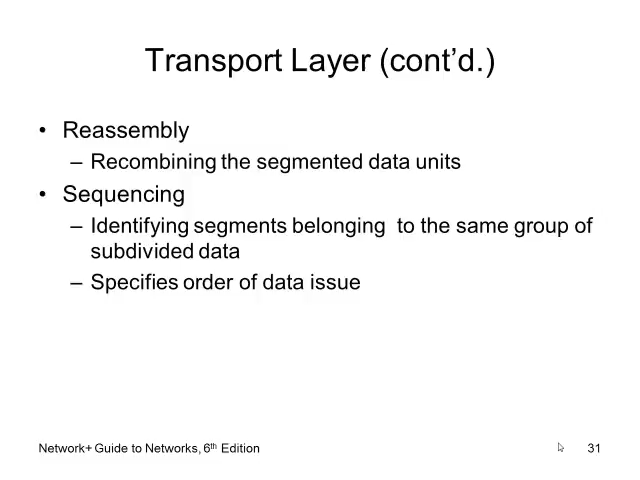 Transport Layer (cont’d.)
• Reassembly
– Recombining the segmented data units
• Sequencing
– Identifying segments belonging  to the same group of
subdivided data
– Specifies order of data issue
Network+ Guide to Networks, 6th Edition
31